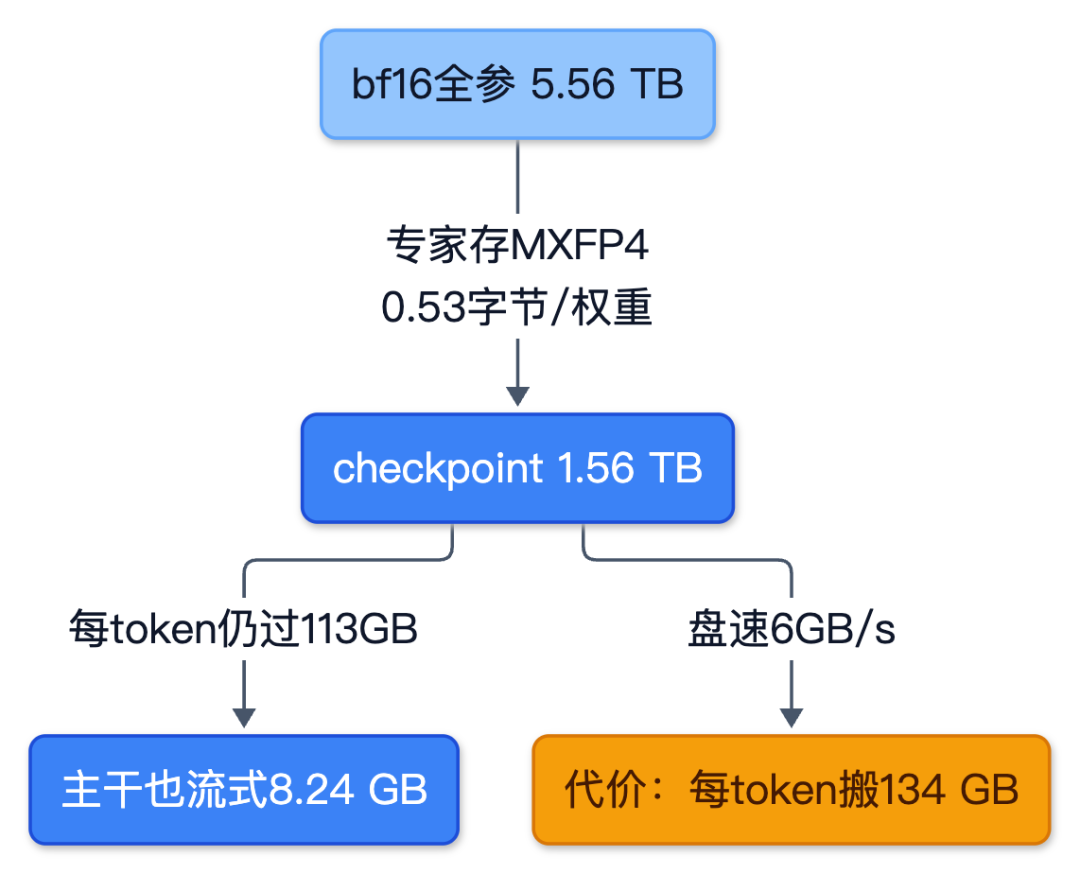 bf16全参 5.56 TB
专家存MXFP4
0.53字节/权重
checkpoint 1.56 TB
每token仍过113GB
盘速6GB/s
主干也流式8.24 GB
代价：每token搬134 GB